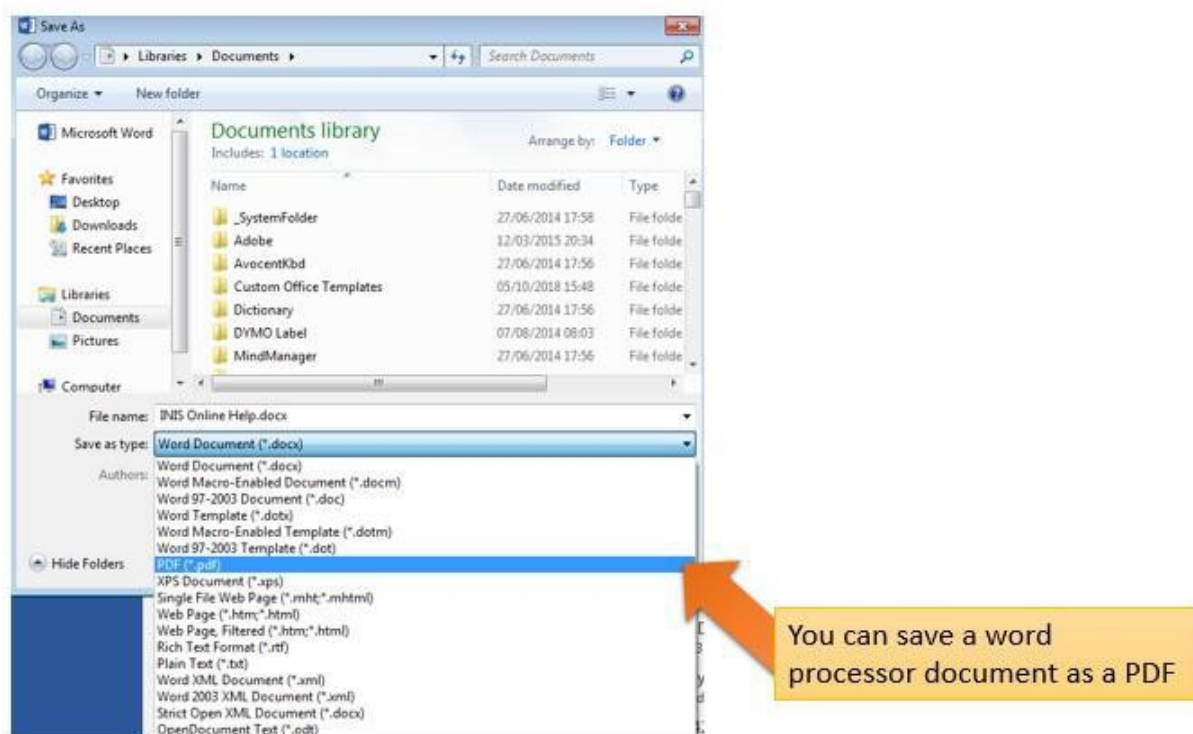 Save As
Libraries Documents
Search Documents
Organize New folder
Microsoft Word
Favorites
Desktop
Downloads
Recent Places
Libraries
Documents
Pictures
Computer
Documents library
Includes: 1 location
Arrange by: Folder
Name Date modified Type
_SystemFolder 27/06/2014 17:58 File folde
Adobe 12/03/2015 20:34 File folde
AvocentKbd 27/06/2014 17:56 File folde
Custom Office Templates 05/10/2018 15:48 File folde
Dictionary 27/06/2014 17:56 File folde
DYMO Label 07/08/2014 08:03 File folde
MindManager 27/06/2014 17:56 File folde
File name: INIS Online Help.docx
Save as type: Word Document (*.docx)
Authors:
Word Document (*.docx)
Word Macro-Enabled Document (*.docm)
Word 97-2003 Document (*.doc)
Word Template (*.dotx)
Word Macro-Enabled Template (*.dotm)
Word 97-2003 Template (*.dot)
Hide Folders
PDF (*.pdf)
XPS Document (*.xps)
Single File Web Page (*.mht;*.mhtml)
Web Page (*.htm;*.html)
Web Page, Filtered (*.htm;*.html)
Rich Text Format (*.rtf)
Plain Text (*.txt)
Word XML Document (*.xml)
Word 2003 XML Document (*.xml)
Strict Open XML Document (*.docx)
OpenDocument Text (*.odt)
You can save a word
processor document as a PDF